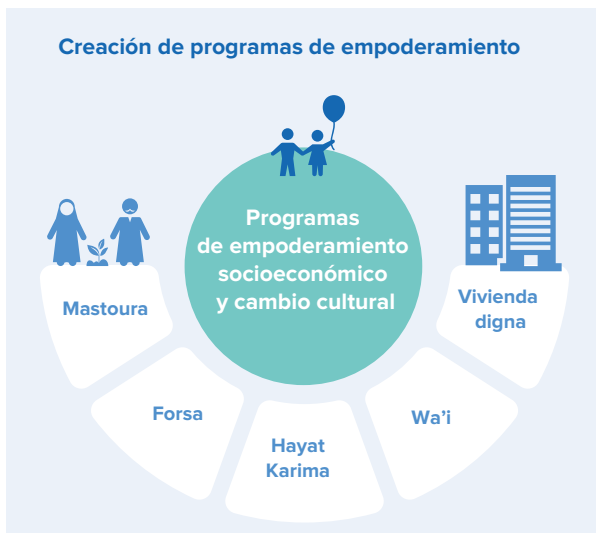 Creación de programas de empoderamiento
Programas
de empoderamiento
socioeconómico
y cambio cultural
Mastoura
Forsa
Hayat
Karima
Wa’i
Vivienda
digna